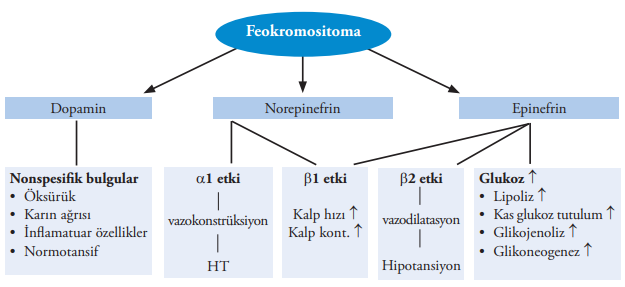 Feokromositoma
Dopamin
Norepinefrin
Epinefrin
Nonspesifik bulgular
• Öksürük
• Karın ağrısı
• İnflamatuar özellikler
• Normotansif
α1 etki
vazokonstrüksiyon
HT
β1 etki
Kalp hızı ↑
Kalp kont. ↑
β2 etki
vazodilatasyon
Hipotansiyon
Glukoz ↑
• Lipoliz ↑
• Kas glukoz tutulum ↑
• Glikojenoliz ↑
• Glikoneogenez ↑